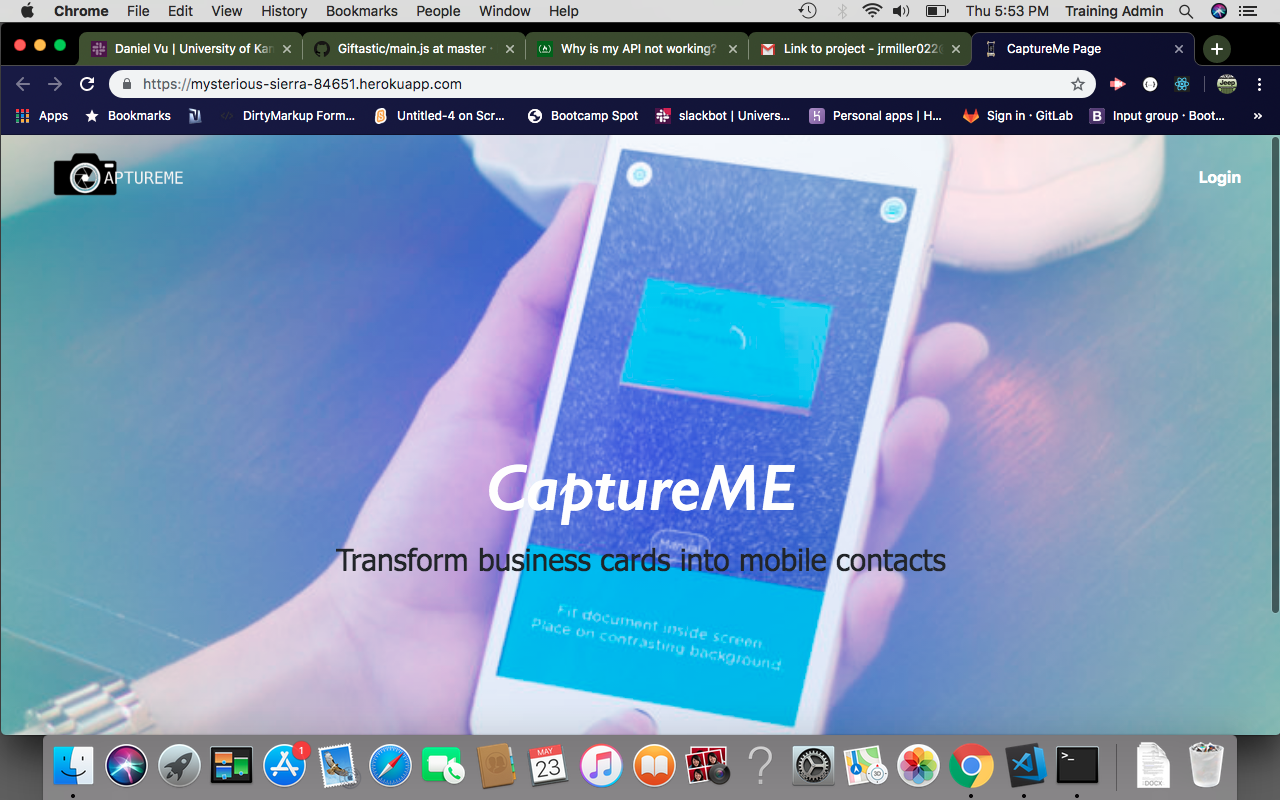 Chrome File Edit View History Bookmarks People Window Help Thu 5:53 PM Training Admin
Daniel Vu | University of Kan Giftastic/main.js at master · Why is my API not working? Link to project - jrmiller022@ CaptureMe Page
https://mysterious-sierra-84651.herokuapp.com
Apps Bookmarks DirtyMarkup Form... Untitled-4 on Scr... Bootcamp Spot slackbot | Univers... Personal apps | H... Sign in · GitLab B Input group · Boot... »
APTUREME Login
CaptureME
Manual
Transform business cards into mobile contacts
Fit document inside screen.
Place on contrasting background.
1
MAY
23
3D
DOCX